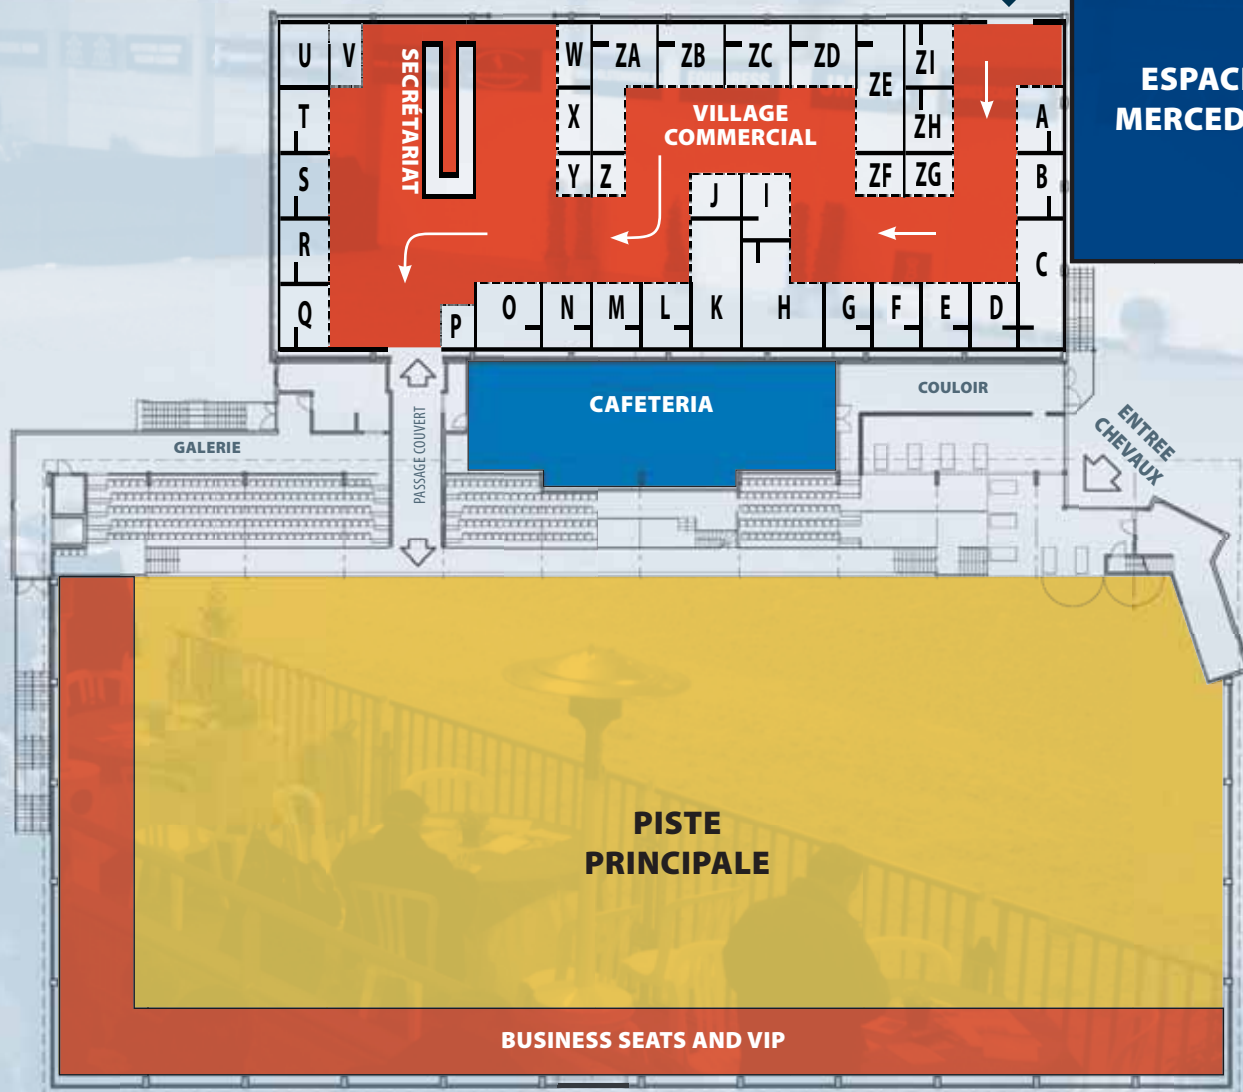 U
V
SECRÉTARIAT
W
ZA
ZB
ZC
ZD
ZE
ZI
ESPAC
MERCED
T
X
VILLAGE
COMMERCIAL
ZH
A
S
Y
Z
ZF
ZG
B
R
J
I
C
Q
P
O
N
M
L
K
H
G
F
E
D
CAFETERIA
COULOIR
GALERIE
PASSAGE COUVERT
ENTREE
CHEVAUX
PISTE
PRINCIPALE
BUSINESS SEATS AND VIP